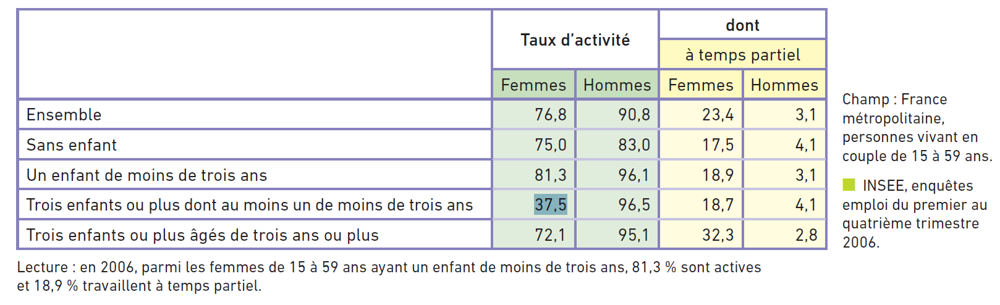 dont
Taux d'activité
à temps partiel
Femmes Hommes Femmes Hommes
Ensemble 76,8 90,8 23,4 3,1
Sans enfant 75,0 83,0 17,5 4,1
Un enfant de moins de trois ans 81,3 96,1 18,9 3,1
Trois enfants ou plus dont au moins un de moins de trois ans 37,5 96,5 18,7 4,1
Trois enfants ou plus âgés de trois ans ou plus 72,1 95,1 32,3 2,8
Champ : France
métropolitaine,
personnes vivant en
couple de 15 à 59 ans.
INSEE, enquêtes
emploi du premier au
quatrième trimestre
2006.
Lecture : en 2006, parmi les femmes de 15 à 59 ans ayant un enfant de moins de trois ans, 81,3 % sont actives
et 18,9 % travaillent à temps partiel.